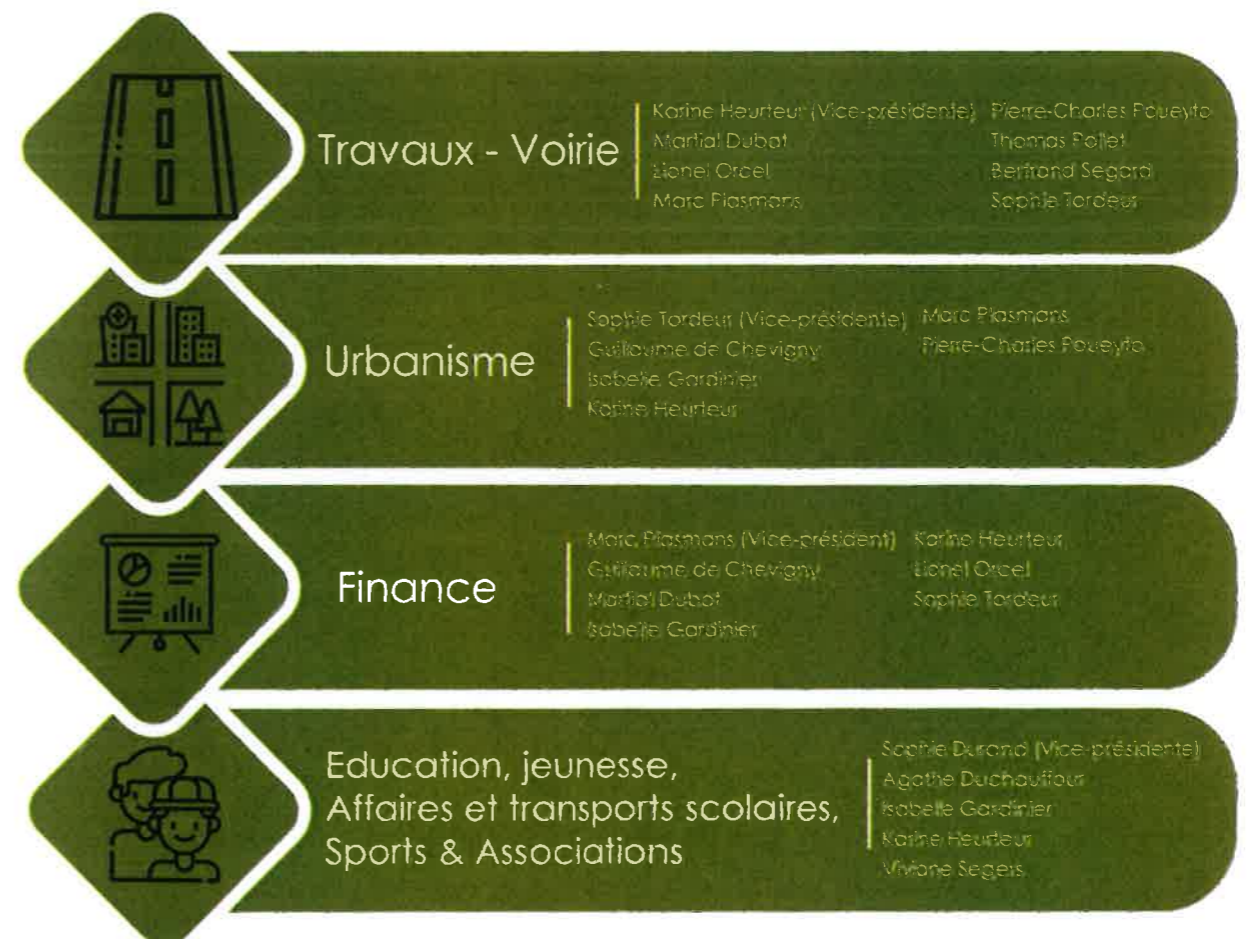 Travaux - Voirie
Karine Heurteur (Vice-présidente)
Martial Dubat
Lionel Orcel
Marc Plasmans
Pierre-Charles Poueyto
Thomas Pollet
Bertrand Segard
Sophie Tordeur
Urbanisme
Sophie Tordeur (Vice-présidente)
Guillaume de Chevigny
Isabelle Gardinier
Karine Heurteur
Marc Plasmans
Pierre-Charles Poueyto
Finance
Marc Plasmans (Vice-président)
Guillaume de Chevigny
Martial Dubat
Isabelle Gardinier
Karine Heurteur
Lionel Orcel
Sophie Tordeur
Education, jeunesse,
Affaires et transports scolaires,
Sports & Associations
Sophie Durand (Vice-présidente)
Agathe Duchauffour
Isabelle Gardinier
Karine Heurteur
Viviane Segers